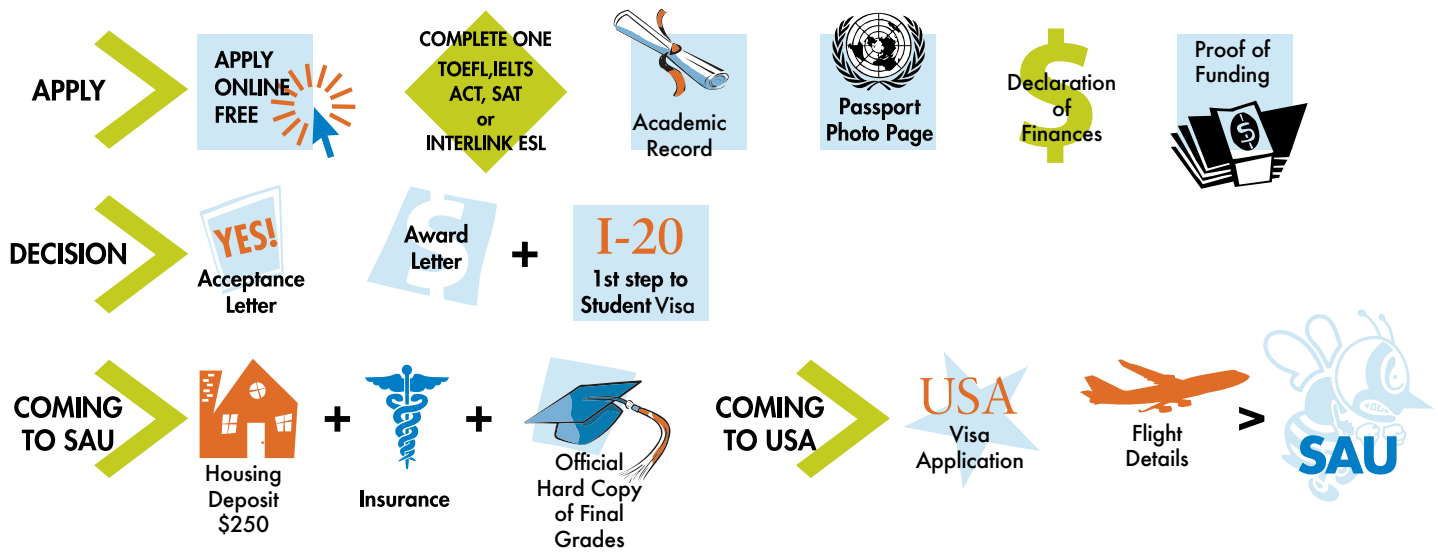 APPLY
APPLY
ONLINE
FREE
COMPLETE ONE
TOEFL,IELTS
ACT, SAT
or
INTERLINK ESL
Academic
Record
Passport
Photo Page
$
Declaration
of
Finances
Proof of
Funding
$
DECISION
YES!
Acceptance
Letter
$
Award
Letter
+
I-20
1st step to
Student Visa
COMING
TO SAU
Housing
Deposit
$250
+
Insurance
+
Official
Hard Copy
of Final
Grades
COMING
TO USA
USA
Visa
Application
Flight
Details
>
SAU